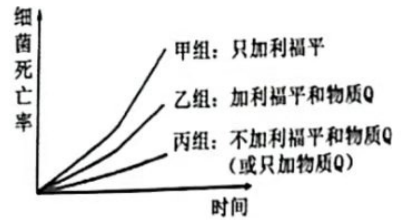 细菌死亡率
甲组：只加利福平
乙组：加利福平和物质Q
丙组：不加利福平和物质Q
（或只加物质Q）
时间